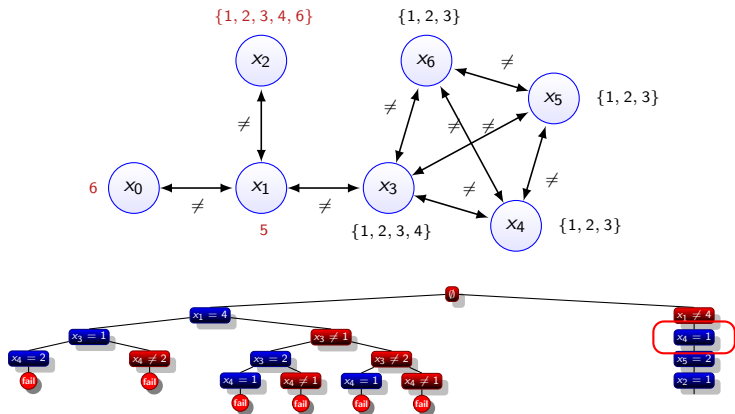 {1, 2, 3, 4, 6}
{1, 2, 3}
x₂
x₆
≠
x₅
{1, 2, 3}
≠
≠
≠
≠
6
x₀
x₁
x₃
≠
≠
≠
≠
x₄
5
{1, 2, 3, 4}
{1, 2, 3}
∅
x₁ = 4
x₁ ≠ 4
x₃ = 1
x₃ ≠ 1
x₄ = 1
x₄ = 2
x₄ ≠ 2
x₃ = 2
x₃ ≠ 2
x₅ = 2
fail
fail
x₄ = 1
x₄ ≠ 1
x₄ = 1
x₄ ≠ 1
x₂ = 1
fail
fail
fail
fail